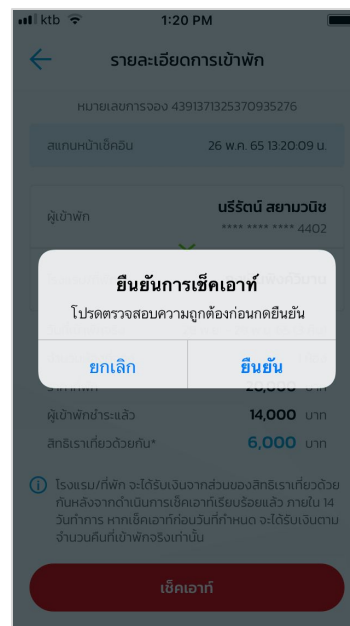 ktb 1:20 PM
รายละเอียดการเข้าพัก
หมายเลขการจอง 4391371325370935276
สแกนหน้าเช็คอิน 26 พ.ค. 65 13:20:09 น.
ผู้เข้าพัก นรีรัตน์ สยามวนิช
**** **** **** 4402
ยืนยันการเช็คเอาท์
โปรดตรวจสอบความถูกต้องก่อนกดยืนยัน
ยกเลิก ยืนยัน
20,000 บาท
ผู้เข้าพักชำระแล้ว 14,000 บาท
สิทธิเราเที่ยวด้วยกัน* 6,000 บาท
โรงแรม/ที่พัก จะได้รับเงินจากส่วนของสิทธิเราเที่ยวด้วย
กันหลังจากดำเนินการเช็คเอาท์เรียบร้อยแล้ว ภายใน 14
วันทำการ หากเช็คเอาท์ก่อนวันที่กำหนด จะได้รับเงินตาม
จำนวนคืนที่เข้าพักจริงเท่านั้น
เช็คเอาท์